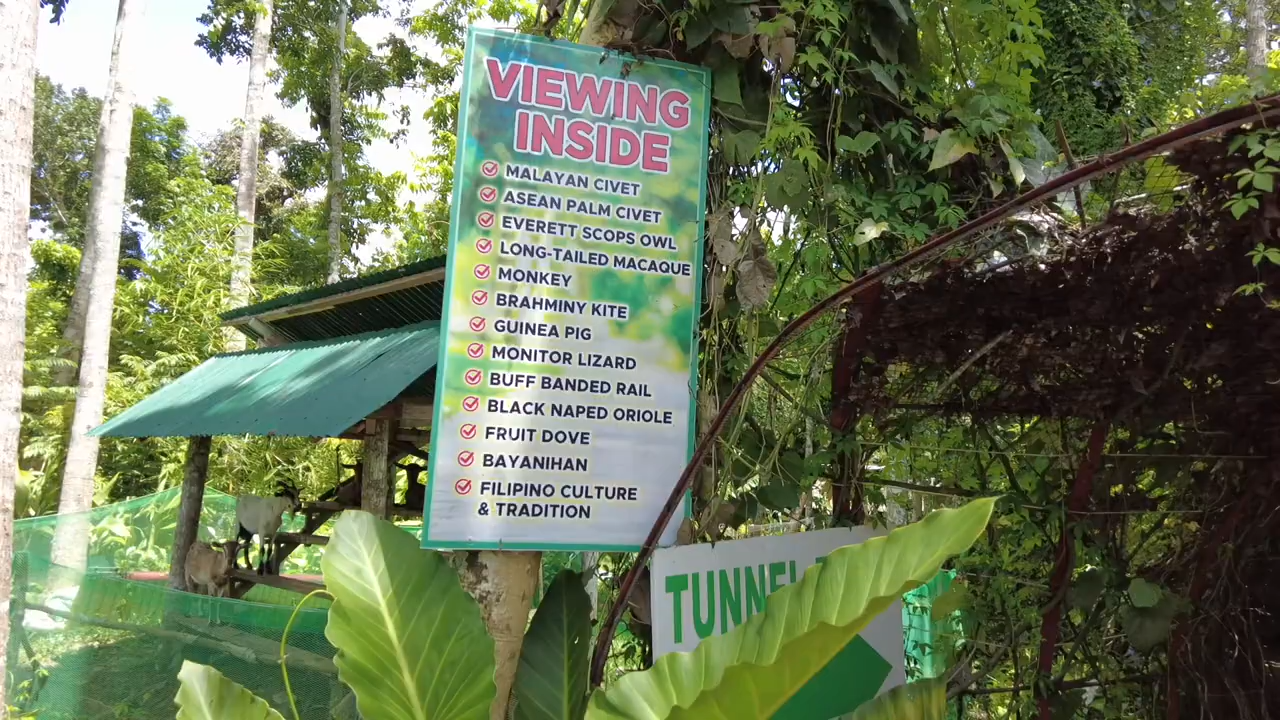 VIEWING
INSIDE
MALAYAN CIVET
ASEAN PALM CIVET
EVERETT SCOPS OWL
LONG-TAILED MACAQUE
MONKEY
BRAHMINY KITE
GUINEA PIG
MONITOR LIZARD
BUFF BANDED RAIL
BLACK NAPED ORIOLE
FRUIT DOVE
BAYANIHAN
FILIPINO CULTURE
& TRADITION
TUNNEL